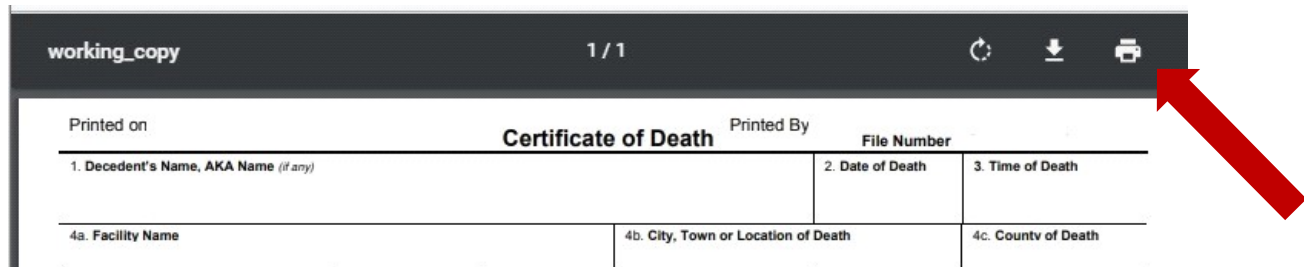 working_copy 1 / 1
Printed on Certificate of Death Printed By File Number
1. Decedent's Name, AKA Name (if any) 2. Date of Death 3. Time of Death
4a. Facility Name 4b. City, Town or Location of Death 4c. County of Death